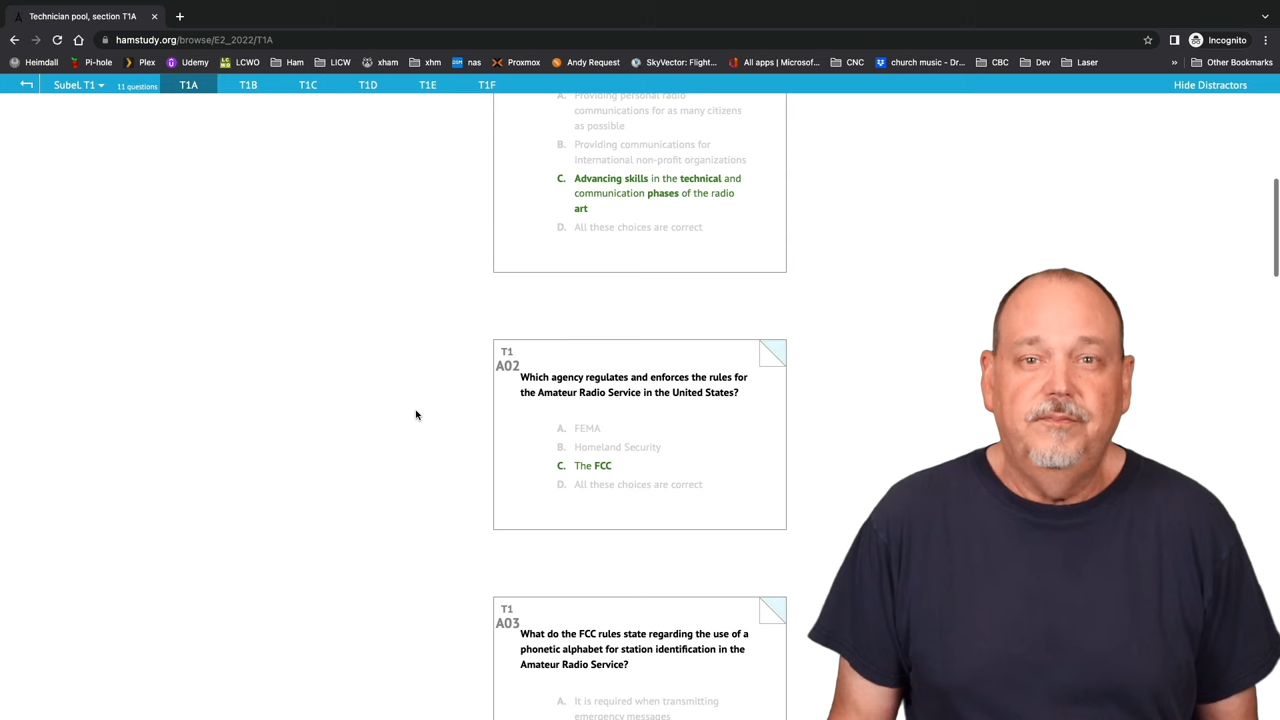 Technician pool, section T1A
hamstudy.org/browse/E2_2022/T1A
Incognito
Heimdall Pi-hole Plex Udemy LCWO Ham LICW xham xhm nas Proxmox Andy Request SkyVector: Flight... All apps | Microsof... CNC church music - Dr... CBC Dev Laser » Other Bookmarks
Subel. T1 11 questions T1A T1B T1C T1D T1E T1F Hide Distractors
A. Providing personal radio
communications for as many citizens
as possible
B. Providing communications for
international non-profit organizations
C. Advancing skills in the technical and
communication phases of the radio
art
D. All these choices are correct
T1
A02
Which agency regulates and enforces the rules for
the Amateur Radio Service in the United States?
A. FEMA
B. Homeland Security
C. The FCC
D. All these choices are correct
T1
A03
What do the FCC rules state regarding the use of a
phonetic alphabet for station identification in the
Amateur Radio Service?
A. It is required when transmitting
emergency messages